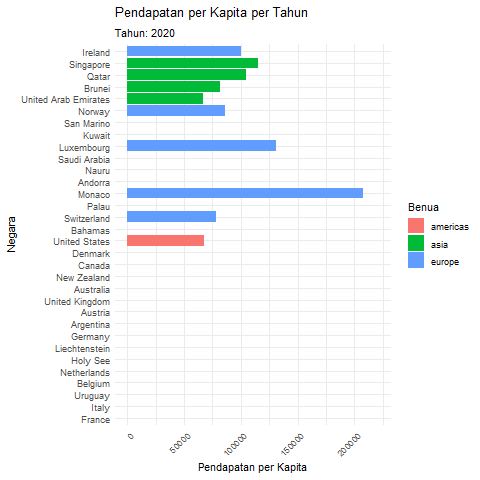 Pendapatan per Kapita per Tahun
Tahun: 2020
Ireland
Singapore
Qatar
Brunei
United Arab Emirates
Norway
San Marino
Kuwait
Luxembourg
Saudi Arabia
Nauru
Andorra
Monaco
Palau
Switzerland
Bahamas
United States
Denmark
Canada
New Zealand
Australia
United Kingdom
Austria
Argentina
Germany
Liechtenstein
Holy See
Netherlands
Belgium
Uruguay
Italy
France
Negara
0
50000
100000
150000
200000
Pendapatan per Kapita
Benua
americas
asia
europe